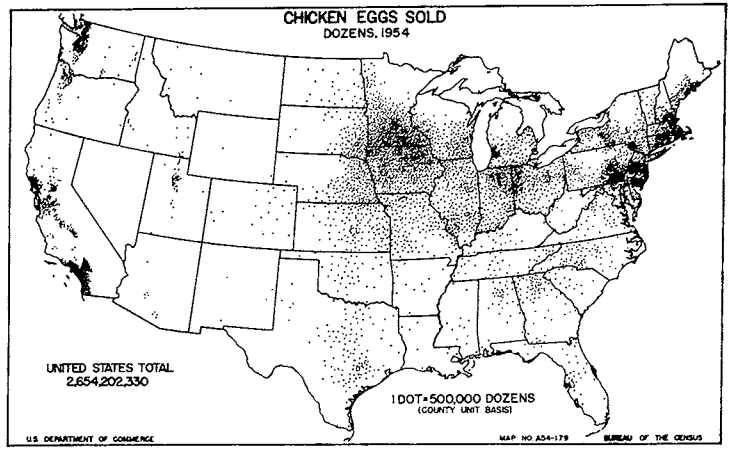 CHICKEN EGGS SOLD
DOZENS, 1954
UNITED STATES TOTAL
2,654,202,330
1 DOT=500,000 DOZENS
(COUNTY UNIT BASIS)
U.S. DEPARTMENT OF COMMERCE
MAP NO. A54-179
BUREAU OF THE CENSUS